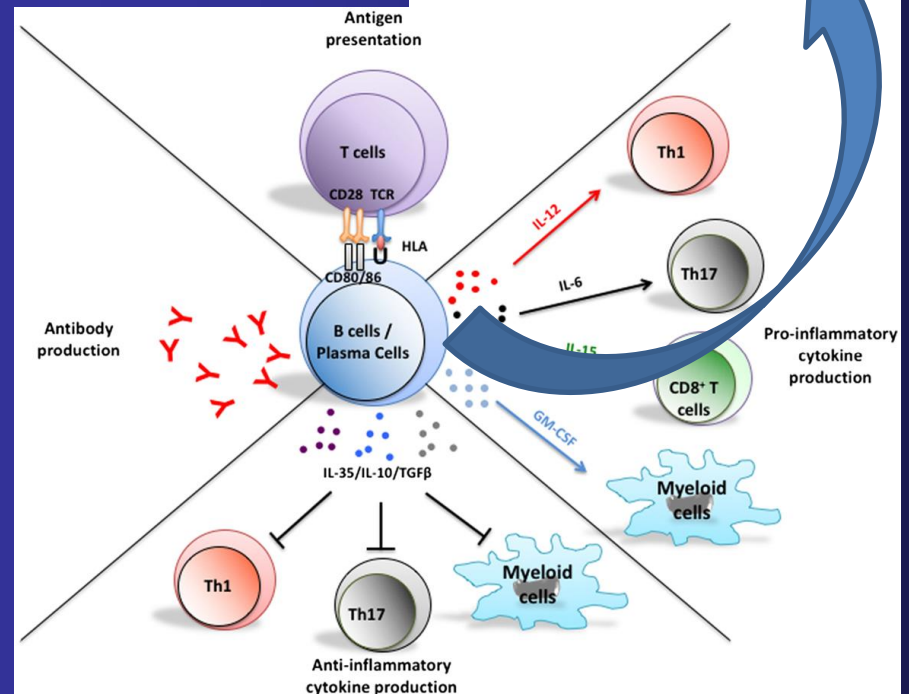 Antigen
presentation
T cells
CD28 TCR
HLA
CD80/86
B cells /
Plasma Cells
Antibody
production
IL-12
Th1
IL-6
Th17
IL-15
CD8⁺ T
cells
Pro-inflammatory
cytokine
production
GM-CSF
Myeloid
cells
IL-35/IL-10/TGFβ
Th1
Th17
Myeloid
cells
Anti-inflammatory
cytokine production